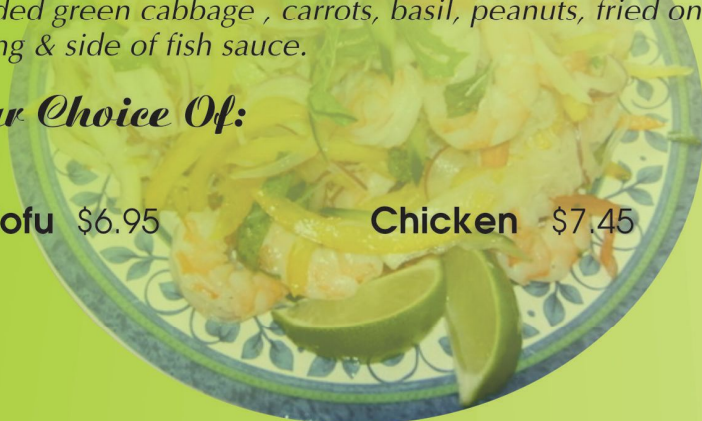 ded green cabbage , carrots, basil, peanuts, fried on
ng & side of fish sauce.
ur Choice Of:
ofu $6.95 Chicken $7.45